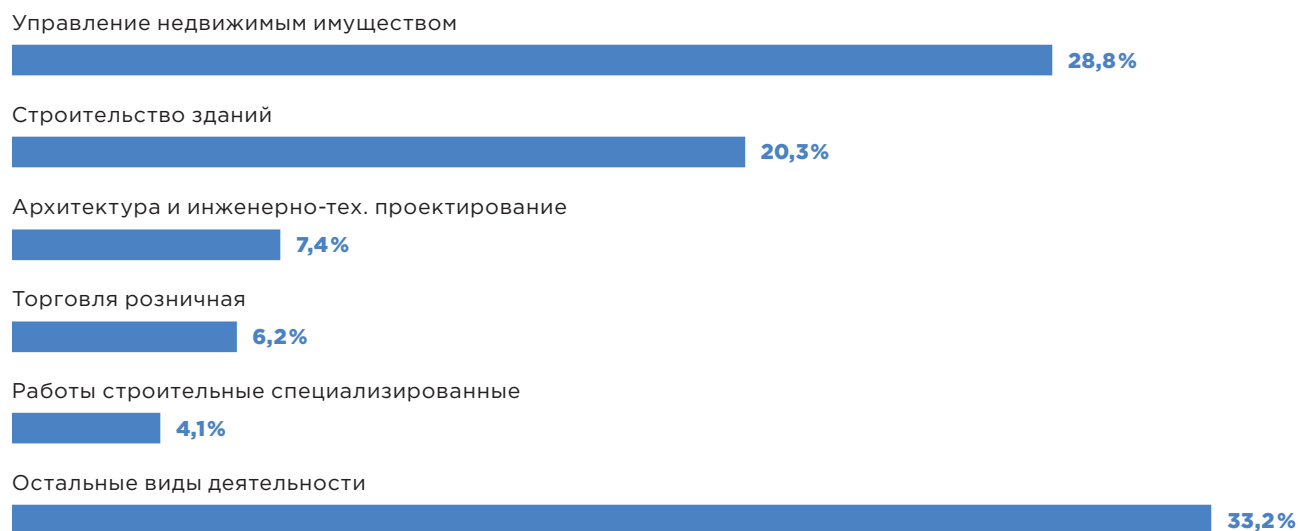 Управление недвижимым имуществом
28,8%
Строительство зданий
20,3%
Архитектура и инженерно-тех. проектирование
7,4%
Торговля розничная
6,2%
Работы строительные специализированные
4,1%
Остальные виды деятельности
33,2%